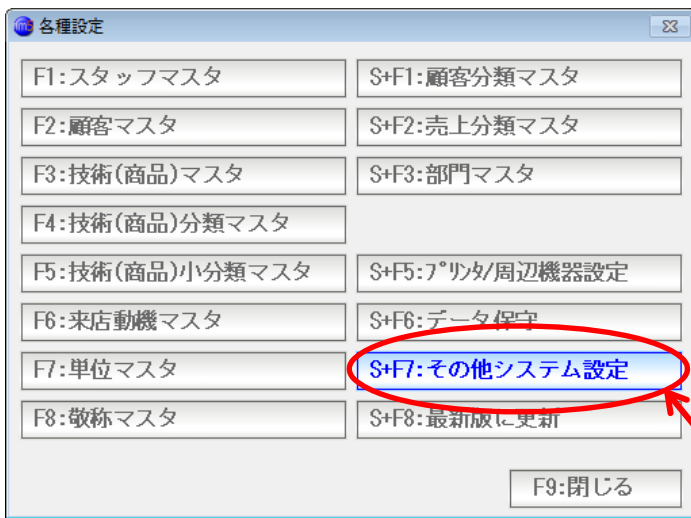 各種設定
F1:スタッフマスタ
S+F1:顧客分類マスタ
F2:顧客マスタ
S+F2:売上分類マスタ
F3:技術(商品)マスタ
S+F3:部門マスタ
F4:技術(商品)分類マスタ
F5:技術(商品)小分類マスタ
S+F5:プリンタ/周辺機器設定
F6:来店動機マスタ
S+F6:データ保守
F7:単位マスタ
S+F7:その他システム設定
F8:敬称マスタ
S+F8:最新版に更新
F9:閉じる